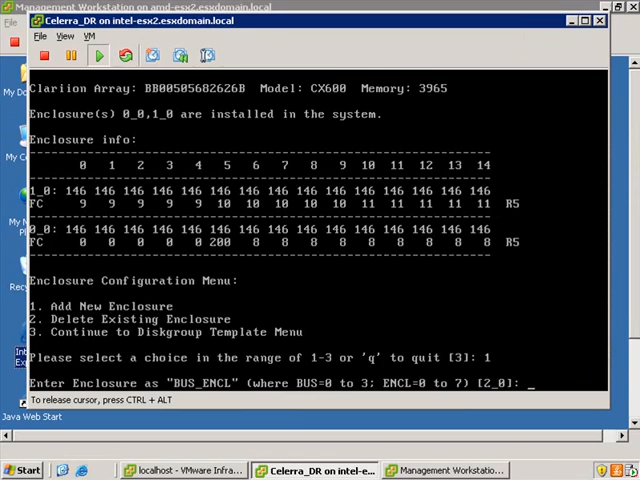 Management Workstation on amd-esx2.esxdomain.local
File
Celerra_DR on intel-esx2.esxdomain.local
File View VM
Clariion Array: BB00505682626B Model: CX600 Memory: 3965
Enclosure(s) 0_0,1_0 are installed in the system.
Enclosure info:
----------------------------------------------------------------
0 1 2 3 4 5 6 7 8 9 10 11 12 13 14
----------------------------------------------------------------
1_0: 146 146 146 146 146 146 146 146 146 146 146 146 146 146 146
FC 9 9 9 9 9 10 10 10 10 10 11 11 11 11 11 R5
----------------------------------------------------------------
0_0: 146 146 146 146 146 146 146 146 146 146 146 146 146 146 146
FC 0 0 0 0 0 200 8 8 8 8 8 8 8 8 8 R5
----------------------------------------------------------------
Enclosure Configuration Menu:
1. Add New Enclosure
2. Delete Existing Enclosure
3. Continue to Diskgroup Template Menu
Please select a choice in the range of 1-3 or 'q' to quit [3]: 1
Enter Enclosure as "BUS_ENCL" (where BUS=0 to 3; ENCL=0 to 7) [2_0]: _
To release cursor, press CTRL + ALT
My Do
My C
My
Pl
Recy
Int
Exp
Java Web Start
Start
localhost - VMware Infra...
Celerra_DR on intel-e...
Management Workstatio...